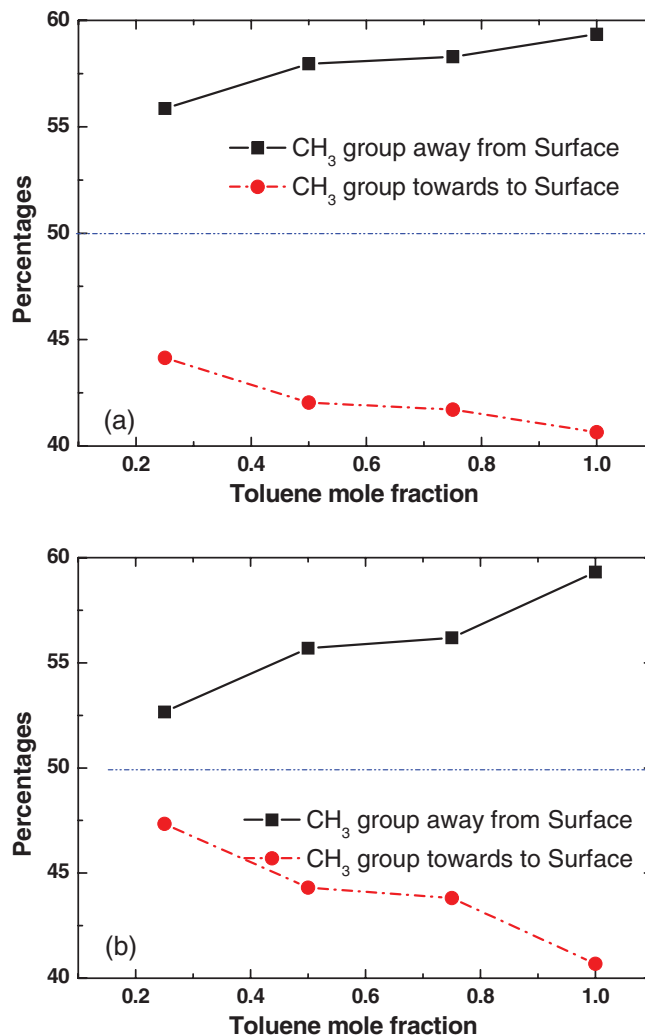 60
55
50
45
40
Percentages
CH₃ group away from Surface
CH₃ group towards to Surface
(a)
0.2 0.4 0.6 0.8 1.0
Toluene mole fraction
60
55
50
45
40
Percentages
CH₃ group away from Surface
CH₃ group towards to Surface
(b)
0.2 0.4 0.6 0.8 1.0
Toluene mole fraction